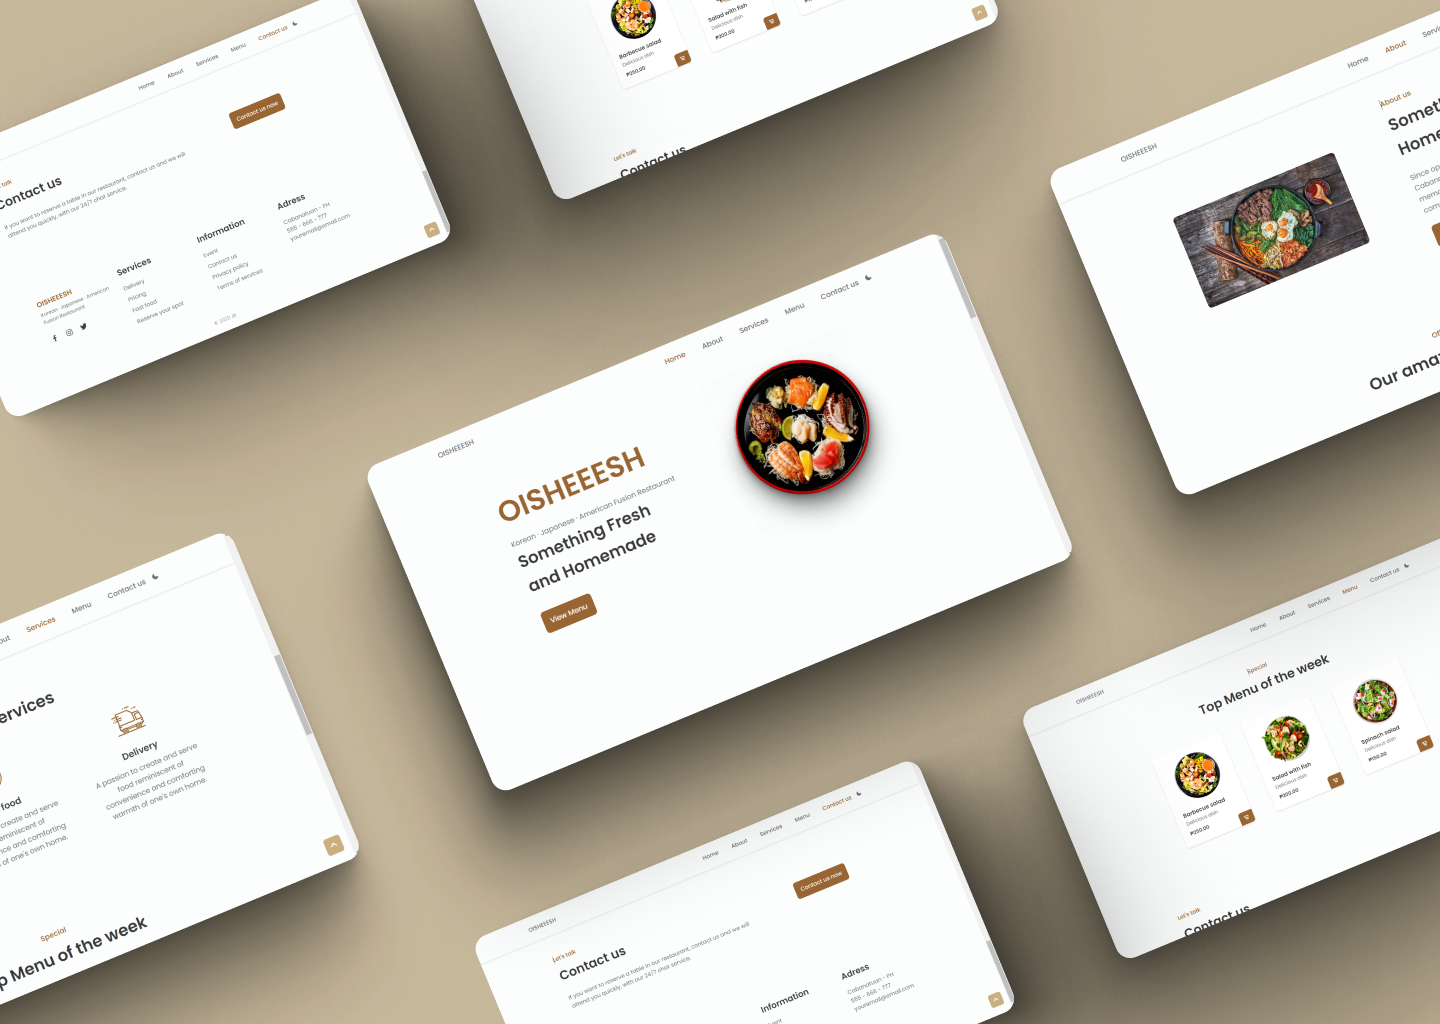 Home
About
Services
Menu
Contact us
Contact us now
talk
Contact us
If you want to reserve a table in our restaurant, contact us and we will
attend you quickly, with our 24/7 chat service.
OISHEEESH
Korean · Japanese · American
Fusion Restaurant
Services
Delivery
Pricing
Fast food
Reserve your spot
Information
Event
Contact us
Privacy policy
Terms of services
Adress
Cabanatuan - PH
555 - 666 - 777
youremail@email.com
Barbecue salad
Delicious dish
₱250.00
Salad with fish
Delicious dish
₱200.00
Let's talk
Contact us
OISHEEESH
Home
About
Servic
About us
Someth
Home
Since op
Caban
memo
com
Our amaz
OISHEEESH
Home
About
Services
Menu
Contact us
OISHEEESH
Korean · Japanese · American Fusion Restaurant
Something Fresh
and Homemade
View Menu
out
Services
Menu
Contact us
ervices
food
create and serve
eminiscent of
nce and comforting
of one's own home.
Delivery
A passion to create and serve
food reminiscent of
convenience and comforting
warmth of one's own home.
Special
p Menu of the week
OISHEEESH
Home
About
Services
Menu
Contact us
Contact us now
Let's talk
Contact us
If you want to reserve a table in our restaurant, contact us and we will
attend you quickly, with our 24/7 chat service.
Information
Event
Adress
Cabanatuan - PH
555 - 666 - 777
youremail@email.com
OISHEEESH
Home
About
Services
Menu
Contact us
Special
Top Menu of the week
Barbecue salad
Delicious dish
₱250.00
Salad with fish
Delicious dish
₱200.00
Spinach salad
Delicious dish
₱150.00
Let's talk
Contact us